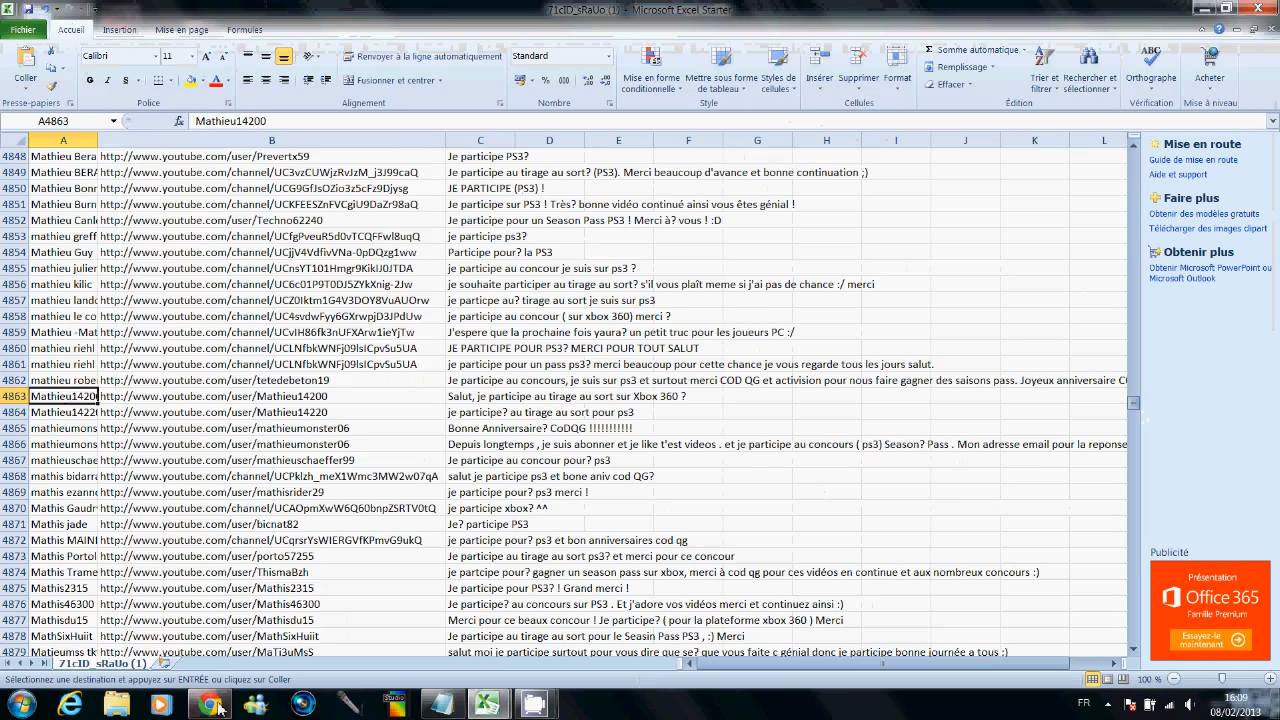 71cID_sRaUo (1) - Microsoft Excel Starter
Fichier Accueil Insertion Mise en page Formules
Calibri 11 Renvoyer à la ligne automatiquement Standard Somme automatique
Coller Mise en forme conditionnelle Mettre sous forme de tableau Styles de cellules Insérer Supprimer Format Remplissage Trier et filtrer Rechercher et sélectionner Orthographe Acheter
Fusionner et centrer Effacer
Presse-papiers Police Alignement Nombre Style Cellules Édition Vérification Mise à niveau
A4863 fx Mathieu14200
A B C D E F G H I J K L
4848 Mathieu Bera http://www.youtube.com/user/Prevertx59 Je participe PS3?
4849 Mathieu BERA http://www.youtube.com/channel/UC3vzCUWjzRvJzM_j3J99caQ Je participe au tirage au sort? (PS3). Merci beaucoup d'avance et bonne continuation ;)
4850 Mathieu Bonn http://www.youtube.com/channel/UCG9GfJsOZio3z5cFz9Djysg JE PARTICIPE (PS3) !
4851 Mathieu Burn http://www.youtube.com/channel/UCKFEESZnFVCgiU9DaZr98aQ Je participe sur PS3 ! Très? bonne vidéo continué ainsi vous êtes génial !
4852 Mathieu Canle http://www.youtube.com/user/Techno62240 Je participe pour un Season Pass PS3 ! Merci à? vous ! :D
4853 mathieu greff http://www.youtube.com/channel/UCfgPveuR5d0vTCQFFwl8uqQ je participe ps3?
4854 Mathieu Guy http://www.youtube.com/channel/UCjjV4VdfivVNa-0pDQzg1ww Participe pour? la PS3
4855 mathieu julien http://www.youtube.com/channel/UCnsYT101Hmgr9KikIJ0JTDA je participe au concour je suis sur ps3 ?
4856 mathieu kilic http://www.youtube.com/channel/UC6c01P9T0DJ5ZYkXnig-2Jw je veux participer au tirage au sort? s'il vous plaît meme si j'ai pas de chance :/ merci
4857 mathieu lando http://www.youtube.com/channel/UCZ0Iktm1G4V3DOY8VuAUOrw je particpe au? tirage au sort je suis sur ps3
4858 mathieu le co http://www.youtube.com/channel/UC4svdwFyy6GXrwpjD3JPdUw je participe au concour ( sur xbox 360) merci ?
4859 Mathieu -Mat http://www.youtube.com/channel/UCvIH86fk3nUFXArw1ieYjTw J'espere que la prochaine fois yaura? un petit truc pour les joueurs PC :/
4860 mathieu riehl http://www.youtube.com/channel/UCLNfbkWNFj09lsICpvSu5UA JE PARTICIPE POUR PS3? MERCI POUR TOUT SALUT
4861 mathieu riehl http://www.youtube.com/channel/UCLNfbkWNFj09lsICpvSu5UA je participe pour un pass ps3? merci beaucoup pour cette chance je vous regarde tout les jours salut.
4862 mathieu robe http://www.youtube.com/user/tetedebeton19 Je participe au concours, je suis sur ps3 et surtout merci COD QG et activision pour nous faire gagner des saisons pass. Joyeux anniversaire
4863 Mathieu14200 http://www.youtube.com/user/Mathieu14200 Salut, je participe au tirage au sort sur Xbox 360 ?
4864 Mathieu1422 http://www.youtube.com/user/Mathieu14220 je participe? au tirage au sort pour ps3
4865 mathieumons http://www.youtube.com/user/mathieumonster06 Bonne Anniversaire? CoDQG !!!!!!!!!!!
4866 mathieumons http://www.youtube.com/user/mathieumonster06 Depuis longtemps , je suis abonner et je like t'est videos . et je participe au concours ( ps3) Season? Pass . Mon adresse email pour la reponse
4867 mathieuschae http://www.youtube.com/user/mathieuschaeffer99 Je participe au concour pour? ps3
4868 mathis bidarra http://www.youtube.com/channel/UCPklzh_meX1Wmc3MW2w07qA salut je participe ps3 et bone aniv cod QG?
4869 mathis ezanno http://www.youtube.com/user/mathisrider29 je participe pour? ps3 merci !
4870 Mathis Gaudr http://www.youtube.com/channel/UCAOpmXwW6Q60bnpZSRTV0tQ je participe xbox? ^^
4871 Mathis jade http://www.youtube.com/user/bicnat82 Je? participe PS3
4872 Mathis MAINI http://www.youtube.com/channel/UCqrsrYsWIERGVfKPmvG9ukQ je participe pour? ps3 et bon anniversaires cod qg
4873 Mathis Portol http://www.youtube.com/user/porto57255 Je participe au tirage au sort ps3? et merci pour ce concour
4874 Mathis Trame http://www.youtube.com/user/ThismaBzh je partcipe pour? gagner un season pass sur xbox, merci à cod qg pour ces vidéos en continue et aux nombreux concours :)
4875 Mathis2315 http://www.youtube.com/user/Mathis2315 je participe pour PS3? ! Grand merci !
4876 Mathis46300 http://www.youtube.com/user/Mathis46300 Je participe? au concours sur PS3 . Et j'adore vos vidéos merci et continuez ainsi :)
4877 Mathisdu15 http://www.youtube.com/user/Mathisdu15 Merci pour ce concour ! Je participe? ( pour la plateforme xbox 360 ) Merci
4878 MathSixHuiit http://www.youtube.com/user/MathSixHuiit Je participe au tirage au sort pour le Seasin Pass PS3 , :) Merci
4879 Matieumss tk http://www.youtube.com/user/MaTi3uMsS
Mise en route
Guide de mise en route
Aide et support
Faire plus
Obtenir des modèles gratuits
Télécharger des images clipart
Obtenir plus
Obtenir Microsoft PowerPoint ou Microsoft Outlook
Publicité
Présentation
Office 365
Famille Premium
Essayez-le maintenant
71cID_sRaUo (1)
Sélectionnez une destination et appuyez sur ENTRÉE ou cliquez sur Coller 100 %
Studio FR 16:09
08/02/2013